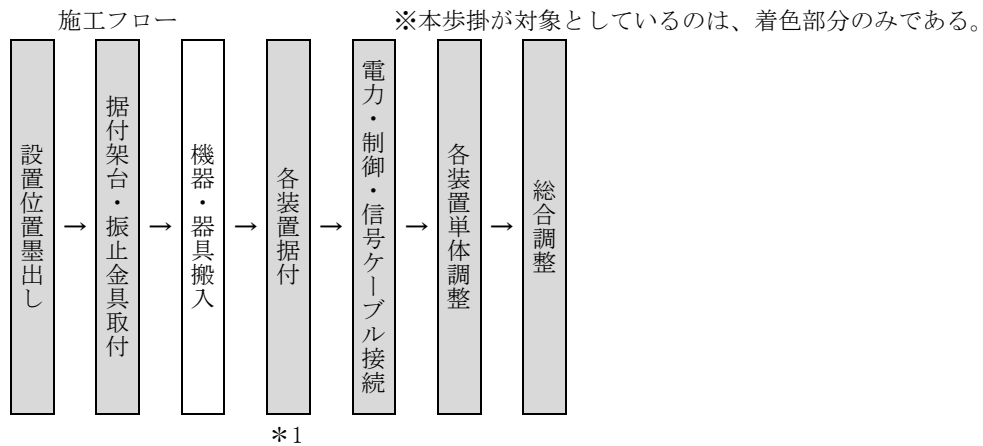 施工フロー
※本歩掛が対象としているのは、着色部分のみである。
設置位置墨出し
→
据付架台・振止金具取付
→
機器・器具搬入
→
各装置据付
→
電力・制御・信号ケーブル接続
→
各装置単体調整
→
総合調整
＊1